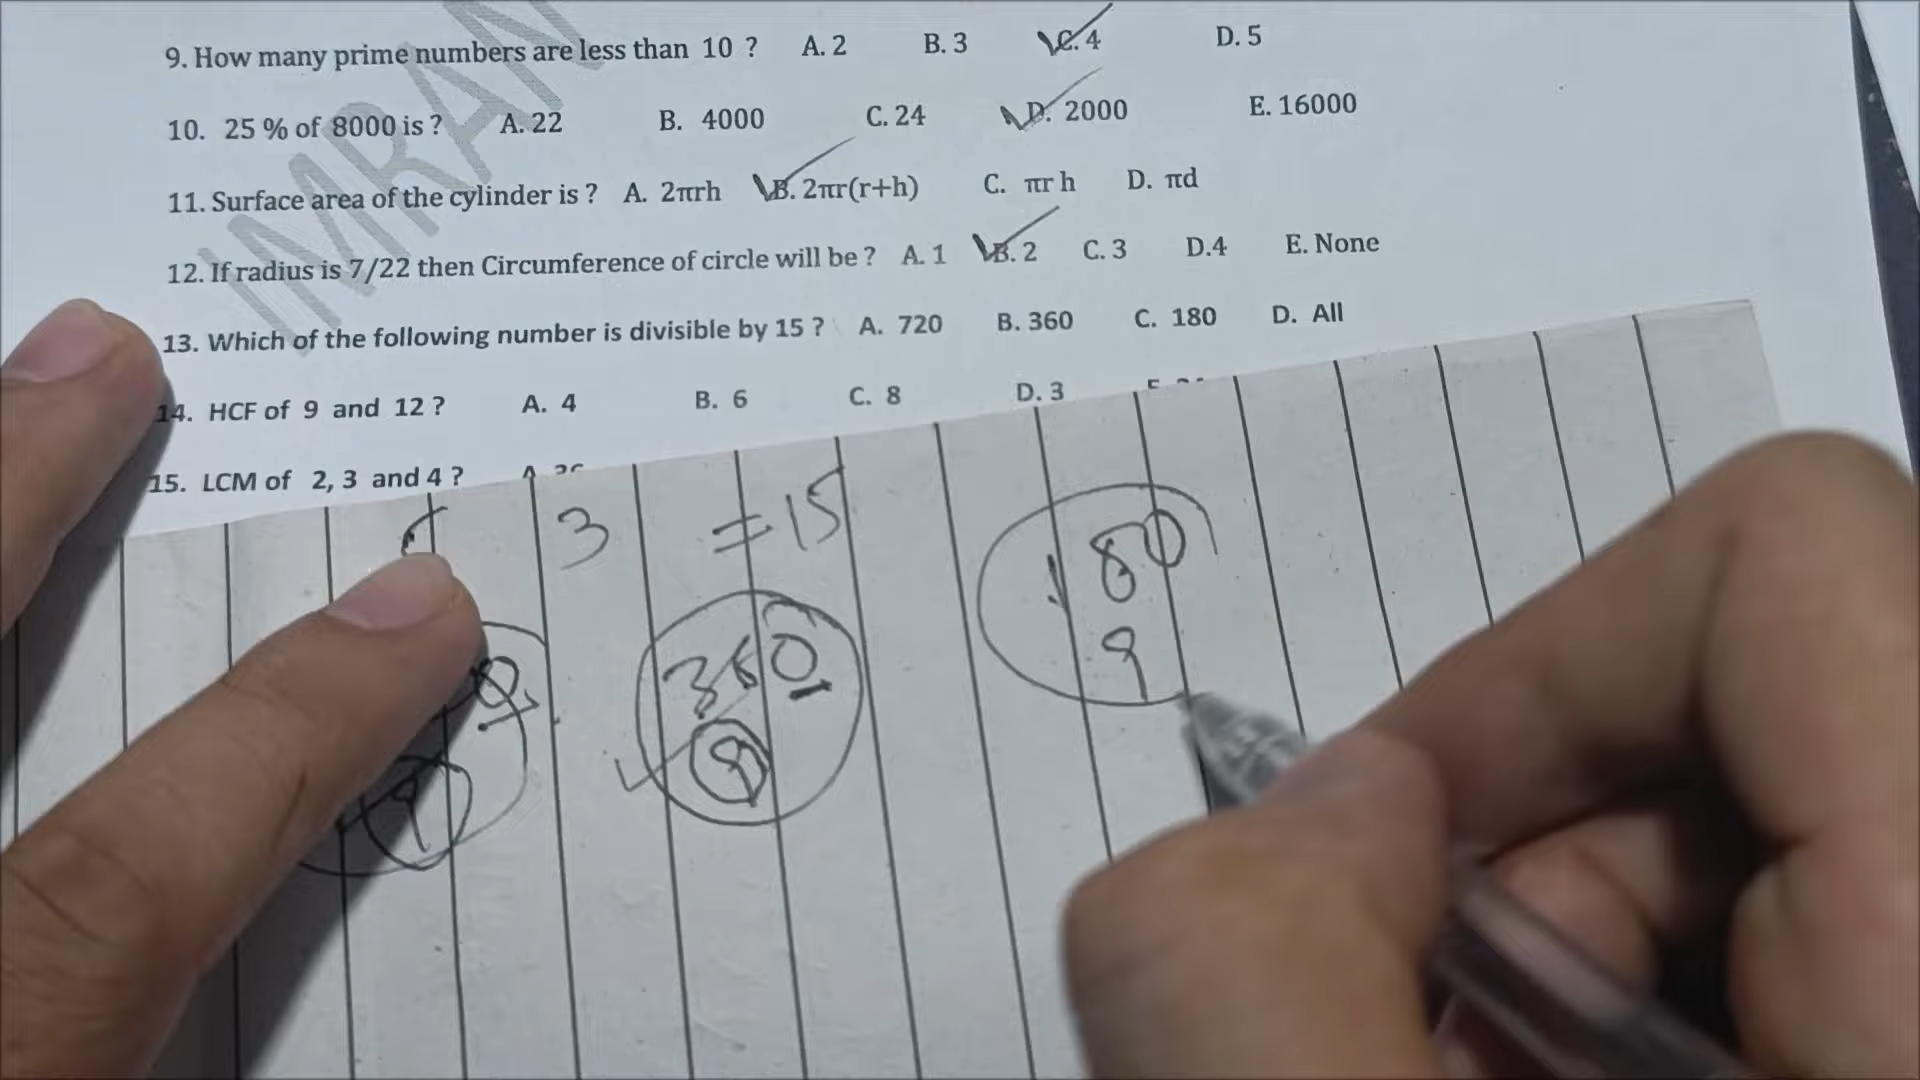 IMRAN
9. How many prime numbers are less than 10 ? A. 2 B. 3 C. 4 D. 5
10. 25 % of 8000 is ? A. 22 B. 4000 C. 24 D. 2000 E. 16000
11. Surface area of the cylinder is ? A. 2πrh B. 2πr(r+h) C. πr h D. πd
12. If radius is 7/22 then Circumference of circle will be ? A. 1 B. 2 C. 3 D.4 E. None
13. Which of the following number is divisible by 15 ? A. 720 B. 360 C. 180 D. All
14. HCF of 9 and 12 ? A. 4 B. 6 C. 8 D. 3
15. LCM of 2, 3 and 4 ?
3 = 15
180
9
360
9
9